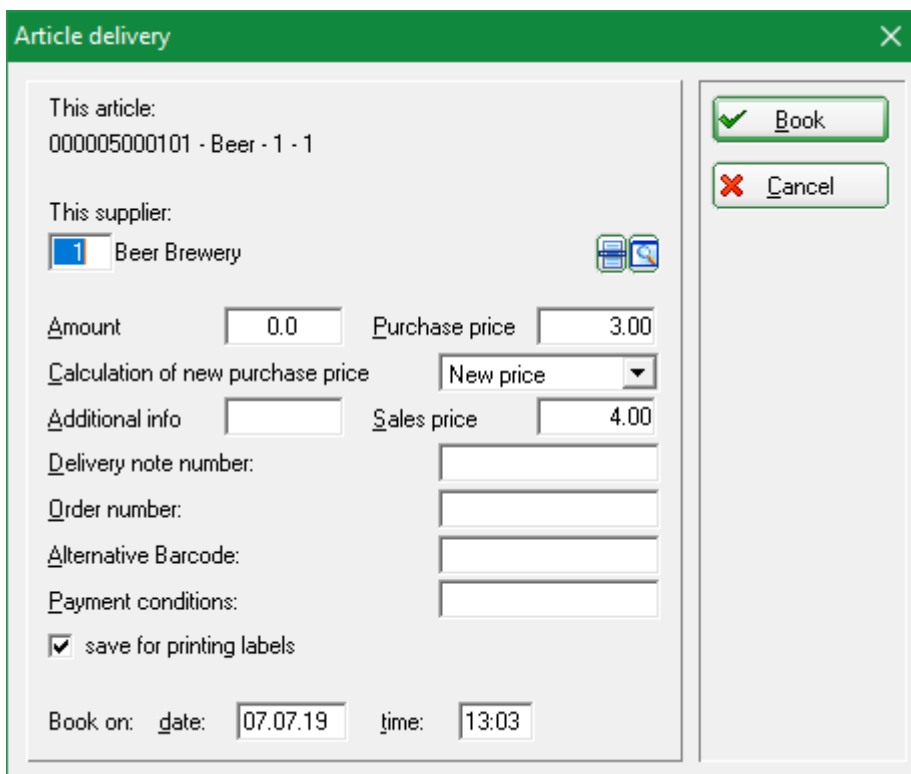 Article delivery
This article:
000005000101 - Beer - 1 - 1
Book
Cancel
This supplier:
1 Beer Brewery
Amount 0.0 Purchase price 3.00
Calculation of new purchase price New price
Additional info Sales price 4.00
Delivery note number:
Order number:
Alternative Barcode:
Payment conditions:
save for printing labels
Book on: date: 07.07.19 time: 13:03